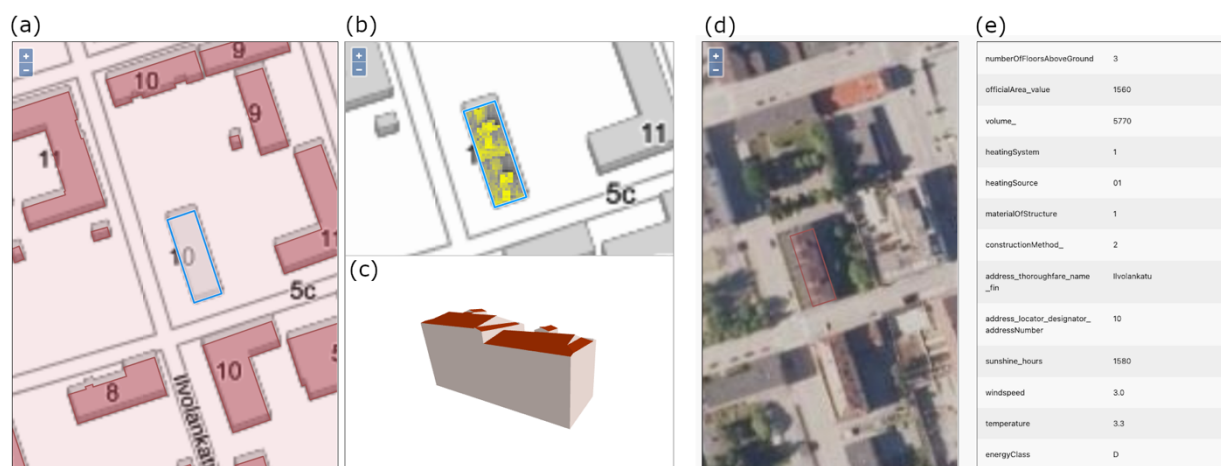 (a)
+
−
10
9
9
11
11
10
5c
10
8
5
Ilvolankatu
(b)
11
1
5c
(c)
(d)
+
−
(e)
numberOfFloorsAboveGround 3
officialArea_value 1560
volume_ 5770
heatingSystem 1
heatingSource 01
materialOfStructure 1
constructionMethod_ 2
address_thoroughfare_name
_fin Ilvolankatu
address_locator_designator_
addressNumber 10
sunshine_hours 1580
windspeed 3.0
temperature 3.3
energyClass D